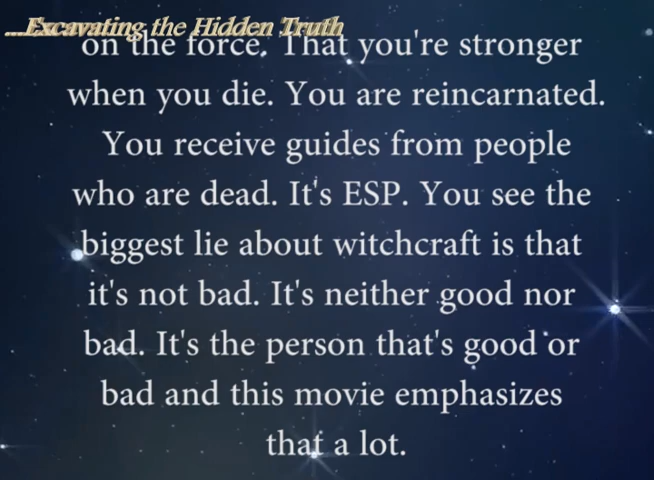 ...Excavating the Hidden Truth
on the force. That you're stronger
when you die. You are reincarnated.
You receive guides from people
who are dead. It's ESP. You see the
biggest lie about witchcraft is that
it's not bad. It's neither good nor
bad. It's the person that's good or
bad and this movie emphasizes
that a lot.